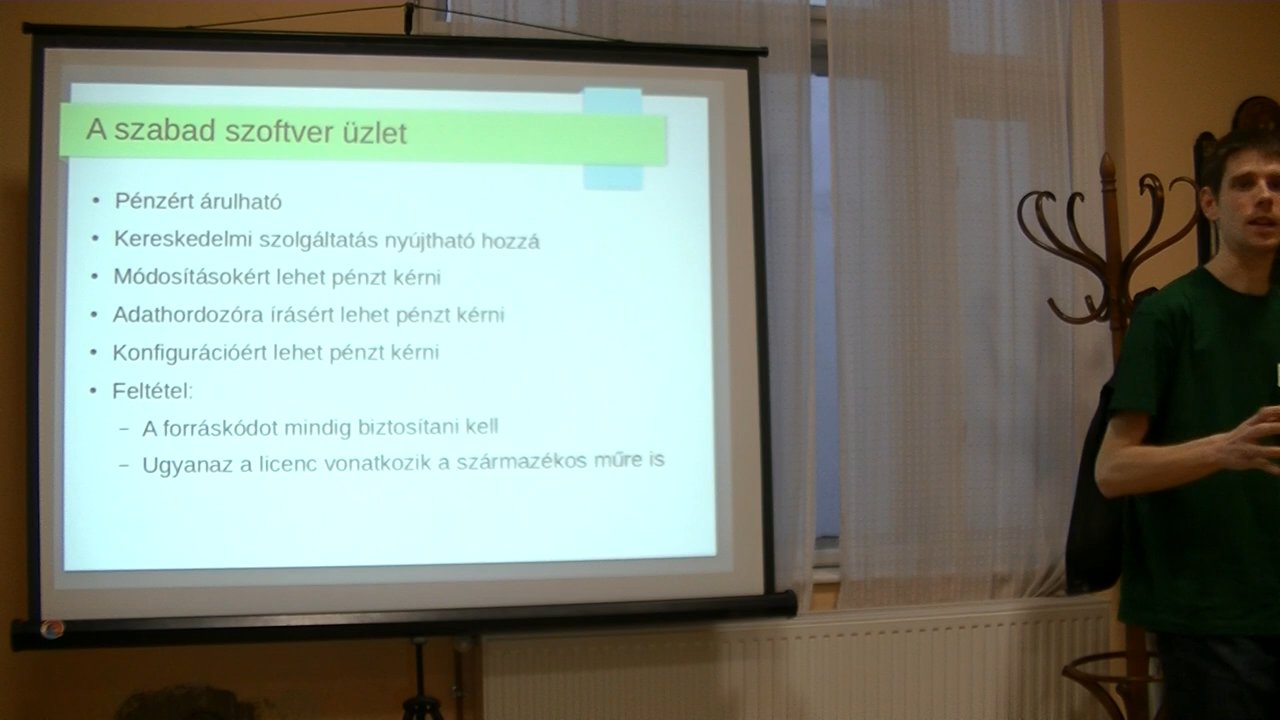 A szabad szoftver üzlet
• Pénzért árulható
• Kereskedelmi szolgáltatás nyújtható hozzá
• Módosításokért lehet pénzt kérni
• Adathordozóra írásért lehet pénzt kérni
• Konfigurációért lehet pénzt kérni
• Feltétel:
– A forráskódot mindig biztosítani kell
– Ugyanaz a licenc vonatkozik a származékos műre is